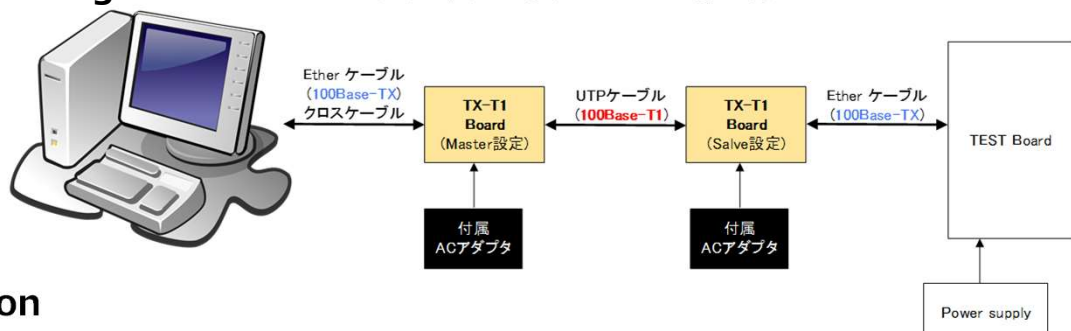 Ether ケーブル
(100Base-TX)
クロスケーブル
TX-T1
Board
(Master設定)
UTPケーブル
(100Base-T1)
TX-T1
Board
(Salve設定)
Ether ケーブル
(100Base-TX)
TEST Board
付属
ACアダプタ
付属
ACアダプタ
on
Power supply